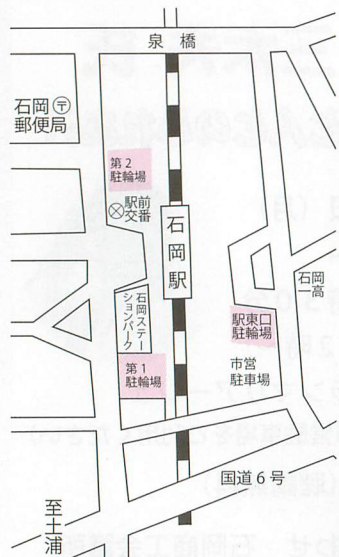 泉橋
石岡〒
郵便局
第2
駐輪場
駅前
交番
石岡駅
石岡ステー
ションパーク
石岡
一高
駅東口
駐輪場
第1
駐輪場
市営
駐車場
国道6号
至土浦